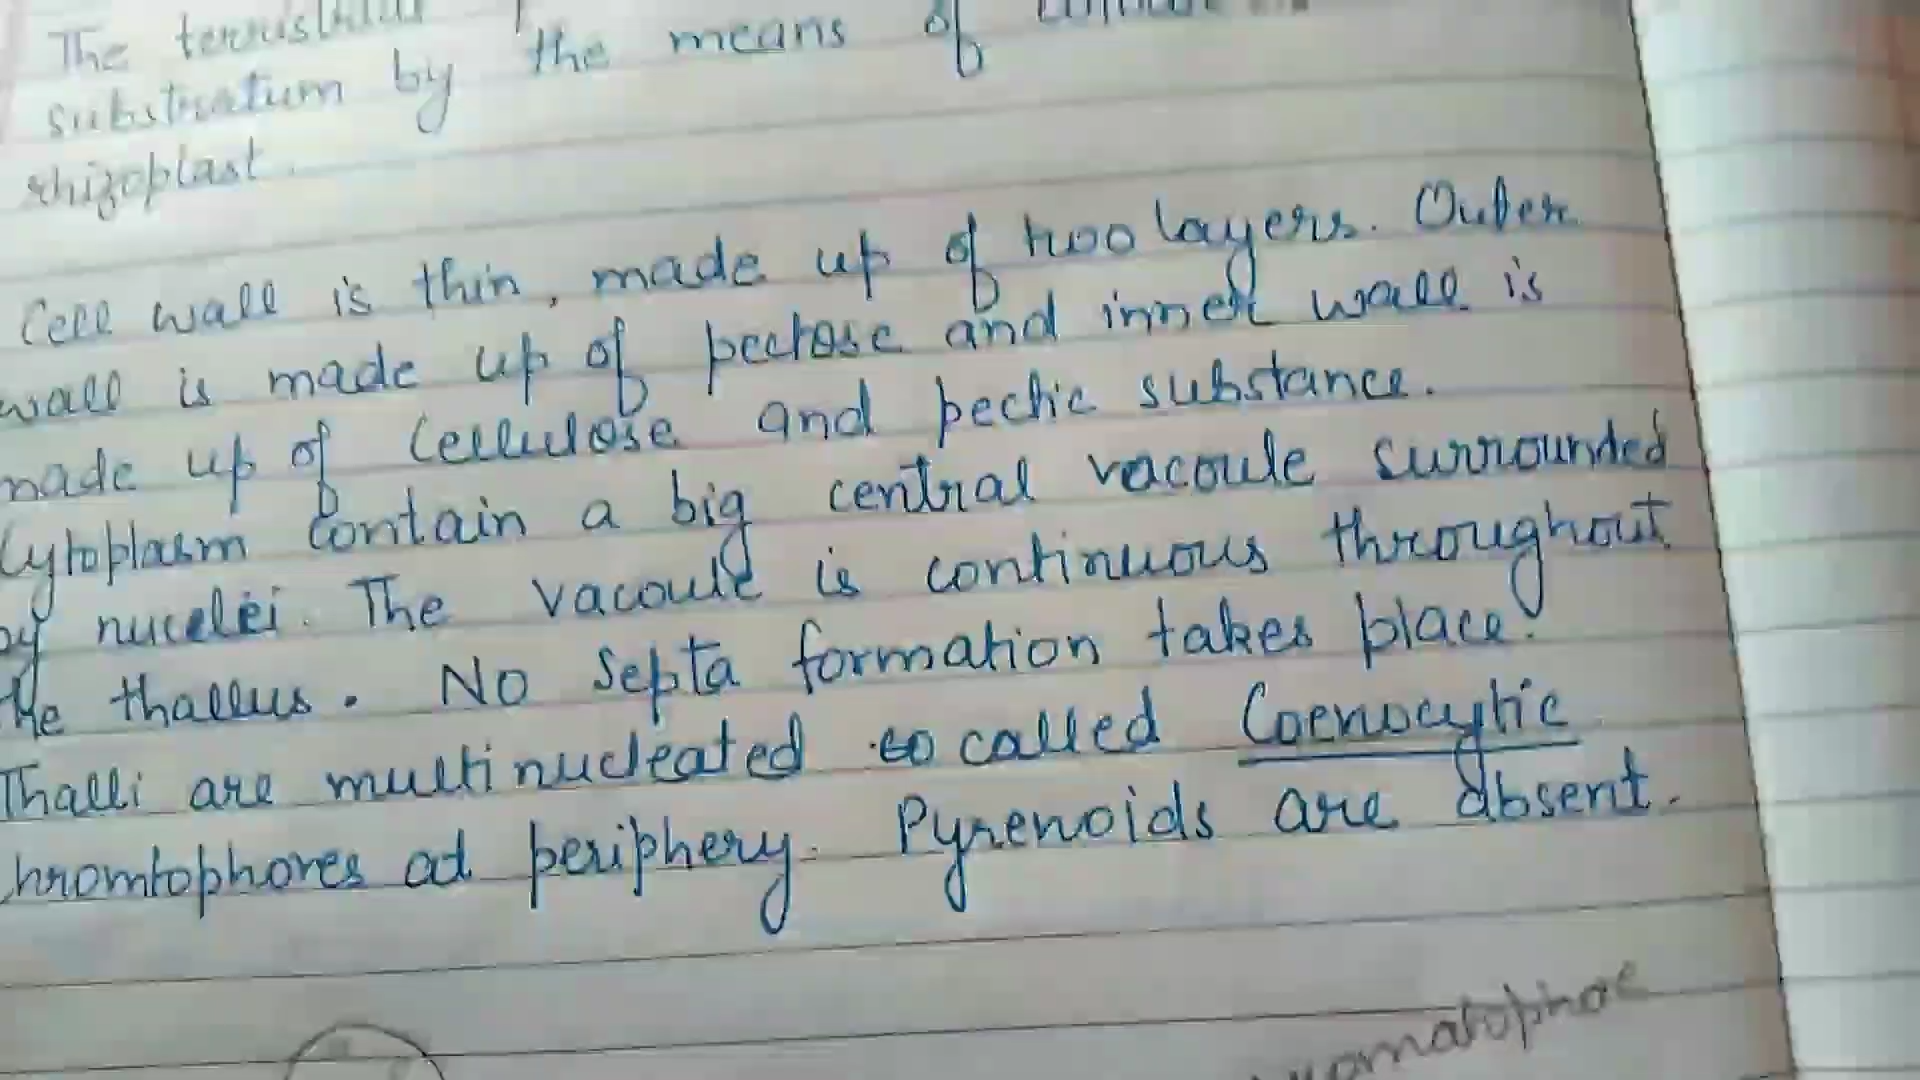 The terrustrial
substratum by the means of
rhizoplast.
Cell wall is thin, made up of two layers. Outer
wall is made up of pectose and inner wall is
made up of Cellulose and pectic substance.
Cytoplasm contain a big central vacoule surrounded
by nucelei. The vacoule is continuous throughout
the thallus. No septa formation takes place.
Thalli are multinucleated so called Coenocytic
hromtophores at periphery. Pyrenoids are absent.
romatophore